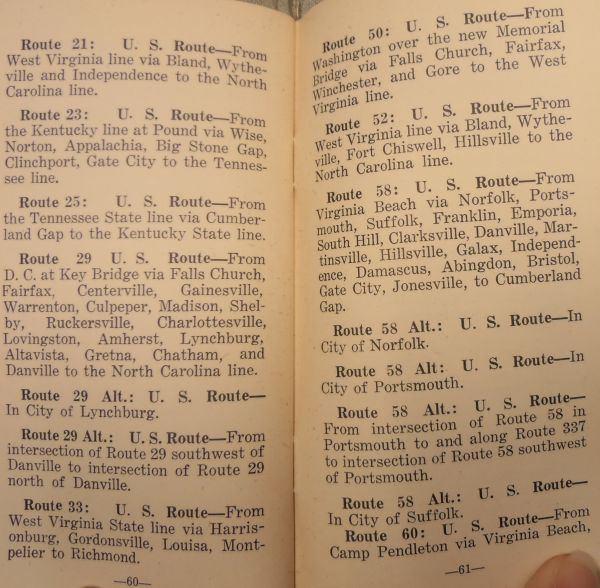 Route 21: U. S. Route—From
West Virginia line via Bland, Wythe-
ville and Independence to the North
Carolina line.
Route 23: U. S. Route—From
the Kentucky line at Pound via Wise,
Norton, Appalachia, Big Stone Gap,
Clinchport, Gate City to the Tennes-
see line.
Route 25: U. S. Route—From
the Tennessee State line via Cumber-
land Gap to the Kentucky State line.
Route 29 U. S. Route—From
D. C. at Key Bridge via Falls Church,
Fairfax, Centerville, Gainesville,
Warrenton, Culpeper, Madison, Shel-
by, Ruckersville, Charlottesville,
Lovingston, Amherst, Lynchburg,
Altavista, Gretna, Chatham, and
Danville to the North Carolina line.
Route 29 Alt.: U. S. Route—
In City of Lynchburg.
Route 29 Alt.: U. S. Route—From
intersection of Route 29 southwest of
Danville to intersection of Route 29
north of Danville.
Route 33: U. S. Route—From
West Virginia State line via Harris-
onburg, Gordonsville, Louisa, Mont-
pelier to Richmond.
—60—
Route 50: U. S. Route—From
Washington over the new Memorial
Bridge via Falls Church, Fairfax,
Winchester, and Gore to the West
Virginia line.
Route 52: U. S. Route—From
West Virginia line via Bland, Wythe-
ville, Fort Chiswell, Hillsville to the
North Carolina line.
Route 58: U. S. Route—From
Virginia Beach via Norfolk, Ports-
mouth, Suffolk, Franklin, Emporia,
South Hill, Clarksville, Danville, Mar-
tinsville, Hillsville, Galax, Independ-
ence, Damascus, Abingdon, Bristol,
Gate City, Jonesville, to Cumberland
Gap.
Route 58 Alt.: U. S. Route—In
City of Norfolk.
Route 58 Alt: U. S. Route—In
City of Portsmouth.
Route 58 Alt.: U. S. Route—
From intersection of Route 58 in
Portsmouth to and along Route 337
to intersection of Route 58 southwest
of Portsmouth.
Route 58 Alt.: U. S. Route—
In City of Suffolk.
Route 60: U. S. Route—From
Camp Pendleton via Virginia Beach,
—61—